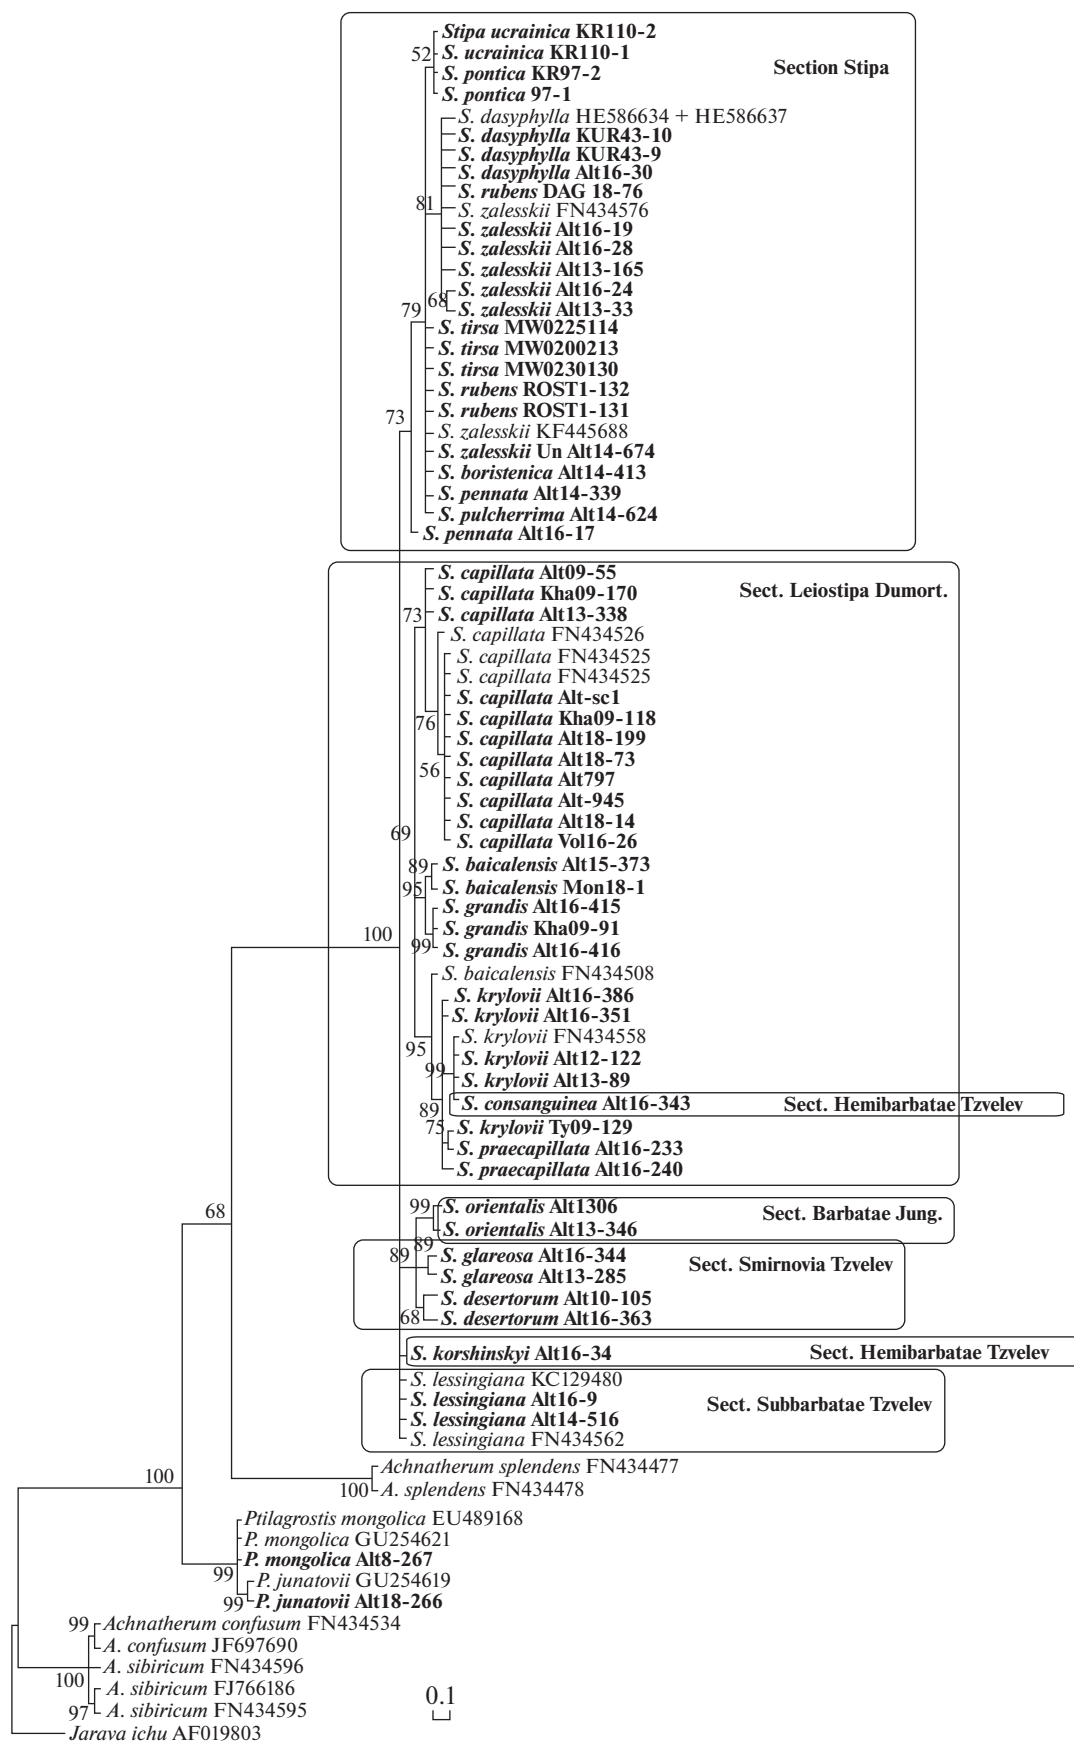 Stipa ucrainica KR110-2
52
S. ucrainica KR110-1
S. pontica KR97-2
Section Stipa
S. pontica 97-1
S. dasyphylla HE586634 + HE586637
S. dasyphylla KUR43-10
S. dasyphylla KUR43-9
S. dasyphylla Alt16-30
S. rubens DAG 18-76
81
S. zalesskii FN434576
S. zalesskii Alt16-19
S. zalesskii Alt16-28
S. zalesskii Alt13-165
S. zalesskii Alt16-24
68
S. zalesskii Alt13-33
79
S. tirsa MW0225114
S. tirsa MW0200213
S. tirsa MW0230130
S. rubens ROST1-132
S. rubens ROST1-131
73
S. zalesskii KF445688
S. zalesskii Un Alt14-674
S. boristenica Alt14-413
S. pennata Alt14-339
S. pulcherrima Alt14-624
S. pennata Alt16-17
S. capillata Alt09-55
Sect. Leiostipa Dumort.
S. capillata Kha09-170
73
S. capillata Alt13-338
S. capillata FN434526
S. capillata FN434525
S. capillata FN434525
S. capillata Alt-sc1
S. capillata Kha09-118
76
S. capillata Alt18-199
S. capillata Alt18-73
56
S. capillata Alt797
S. capillata Alt-945
S. capillata Alt18-14
69
S. capillata Vol16-26
89
S. baicalensis Alt15-373
95
S. baicalensis Mon18-1
S. grandis Alt16-415
S. grandis Kha09-91
100
99
S. grandis Alt16-416
S. baicalensis FN434508
S. krylovii Alt16-386
S. krylovii Alt16-351
S. krylovii FN434558
95
S. krylovii Alt12-122
99
S. krylovii Alt13-89
S. consanguinea Alt16-343
Sect. Hemibarbatae Tzvelev
89
75
S. krylovii Ty09-129
S. praecapillata Alt16-233
S. praecapillata Alt16-240
99
S. orientalis Alt1306
Sect. Barbatae Jung.
68
S. orientalis Alt13-346
89
89
S. glareosa Alt16-344
Sect. Smirnovia Tzvelev
S. glareosa Alt13-285
S. desertorum Alt10-105
68
S. desertorum Alt16-363
S. korshinskyi Alt16-34
Sect. Hemibarbatae Tzvelev
S. lessingiana KC129480
S. lessingiana Alt16-9
Sect. Subbarbatae Tzvelev
S. lessingiana Alt14-516
S. lessingiana FN434562
Achnatherum splendens FN434477
100
100
A. splendens FN434478
Ptilagrostis mongolica EU489168
P. mongolica GU254621
P. mongolica Alt8-267
99
P. junatovii GU254619
99
P. junatovii Alt18-266
99
Achnatherum confusum FN434534
A. confusum JF697690
A. sibiricum FN434596
100
A. sibiricum FJ766186
97
A. sibiricum FN434595
0.1
Jarava ichu AF019803